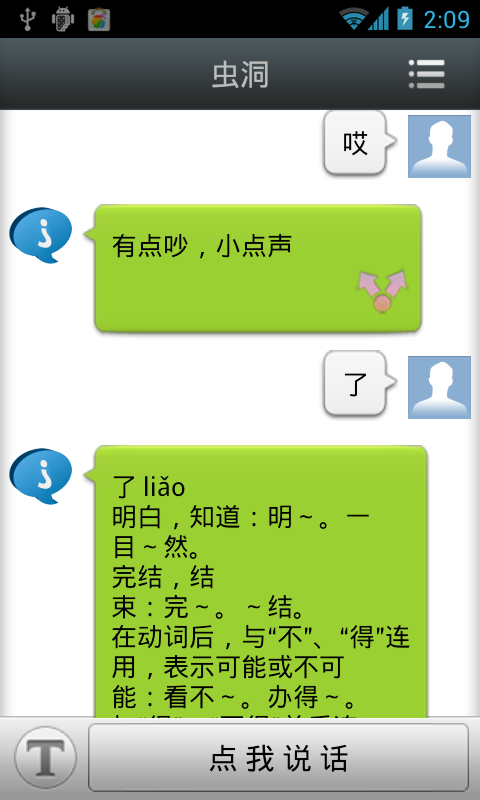 2:09
虫洞
哎
有点吵，小点声
了
了 liǎo
明白，知道：明～。一
目～然。
完结，结
束：完～。～结。
在动词后，与“不”、“得”连
用，表示可能或不可
能：看不～。办得～。
T
点我说话